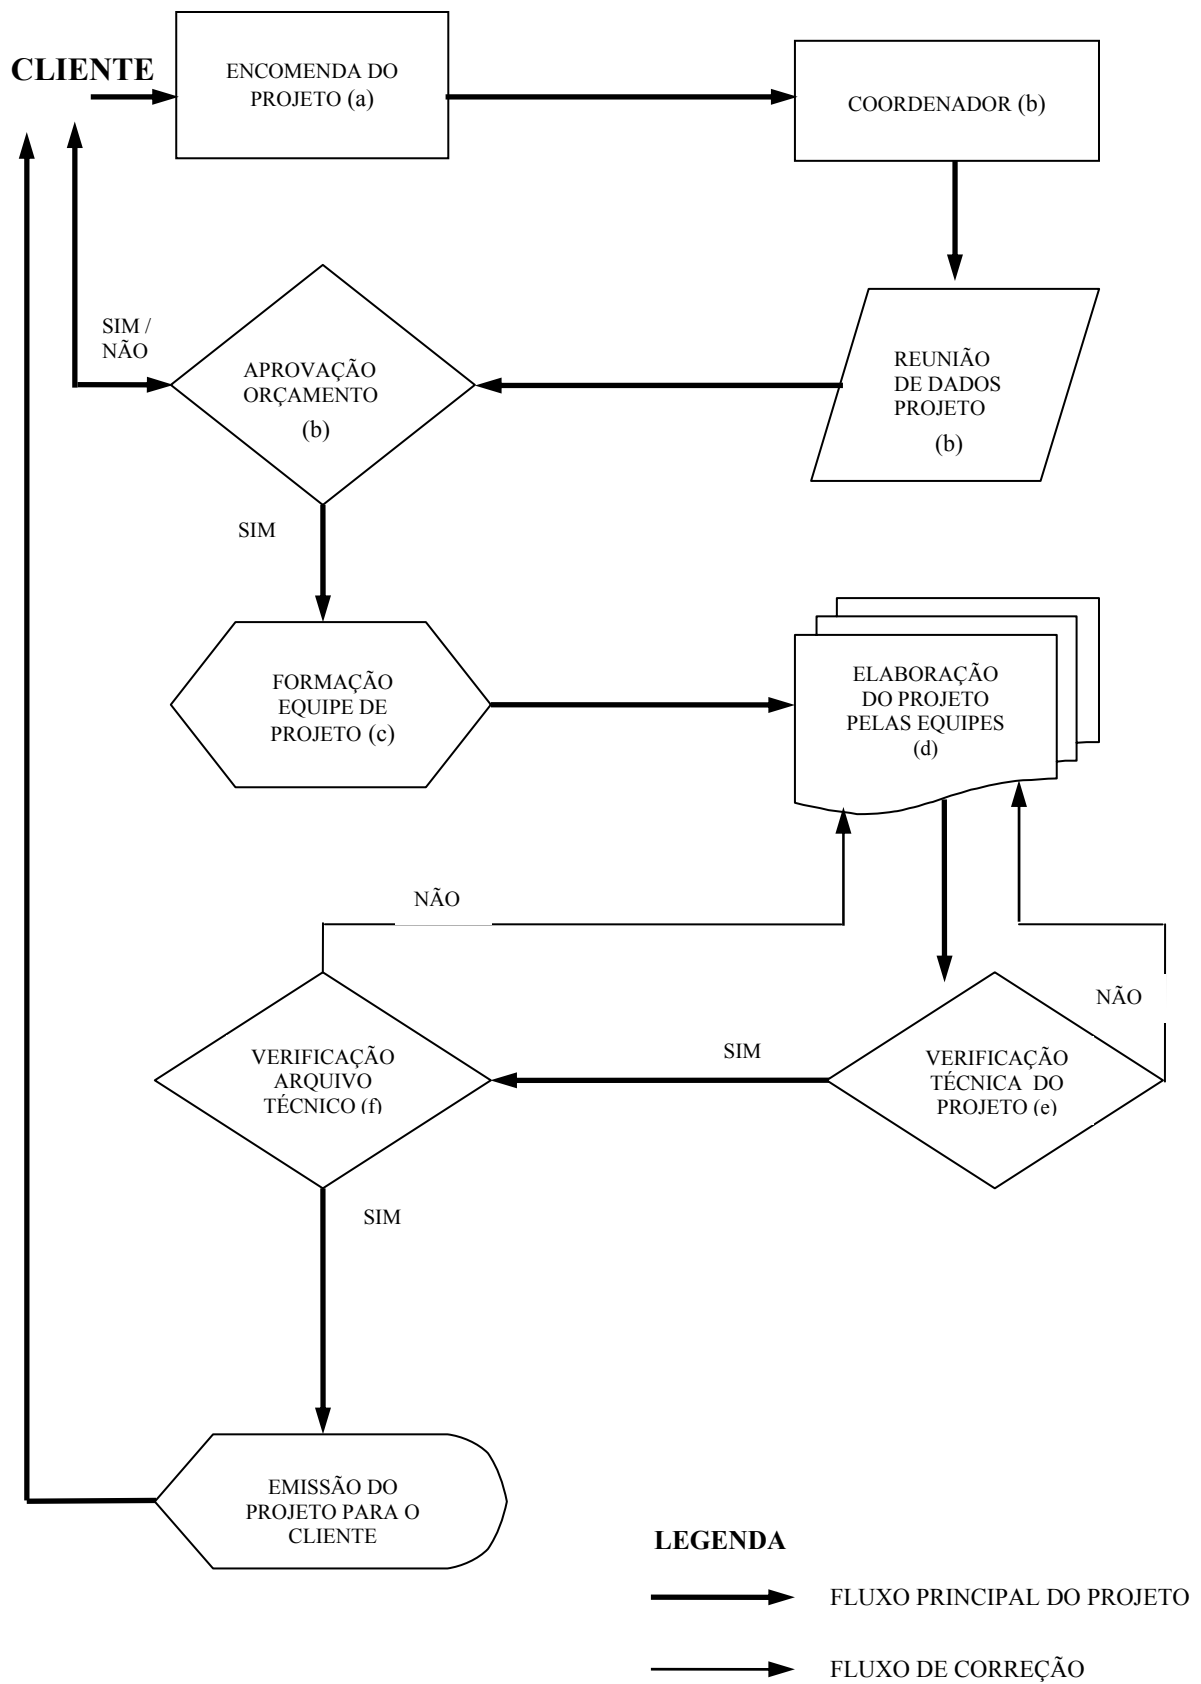 CLIENTE
ENCOMENDA DO
PROJETO (a)
COORDENADOR (b)
SIM /
NÃO
APROVAÇÃO
ORÇAMENTO
(b)
REUNIÃO
DE DADOS
PROJETO
(b)
SIM
FORMAÇÃO
EQUIPE DE
PROJETO (c)
ELABORAÇÃO
DO PROJETO
PELAS EQUIPES
(d)
NÃO
NÃO
VERIFICAÇÃO
ARQUIVO
TÉCNICO (f)
SIM
VERIFICAÇÃO
TÉCNICA DO
PROJETO (e)
SIM
EMISSÃO DO
PROJETO PARA O
CLIENTE
LEGENDA
FLUXO PRINCIPAL DO PROJETO
FLUXO DE CORREÇÃO